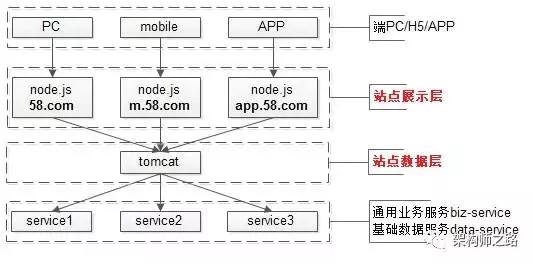 PC mobile APP 端PC/H5/APP
node.js node.js node.js
58.com m.58.com app.58.com 站点展示层
tomcat 站点数据层
service1 service2 service3 通用业务服务biz-service
基础数据服务data-service
架构师之路